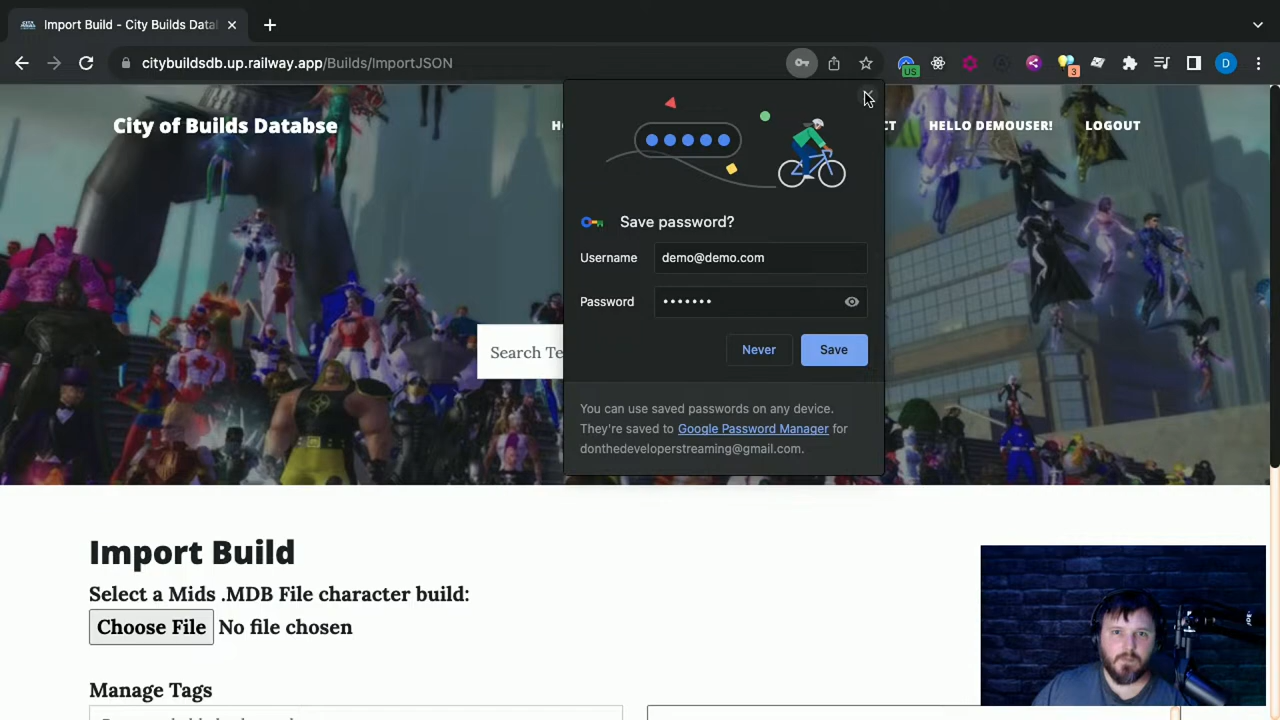 Import Build - City Builds Datal
citybuildsdb.up.railway.app/Builds/ImportJSON
US
3
D
City of Builds Databse
HELLO DEMOUSER!
LOGOUT
Save password?
Username
demo@demo.com
Password
•••••••
Never
Save
Search Te
You can use saved passwords on any device.
They're saved to Google Password Manager for
donthedeveloperstreaming@gmail.com.
Import Build
Select a Mids .MDB File character build:
Choose File No file chosen
Manage Tags